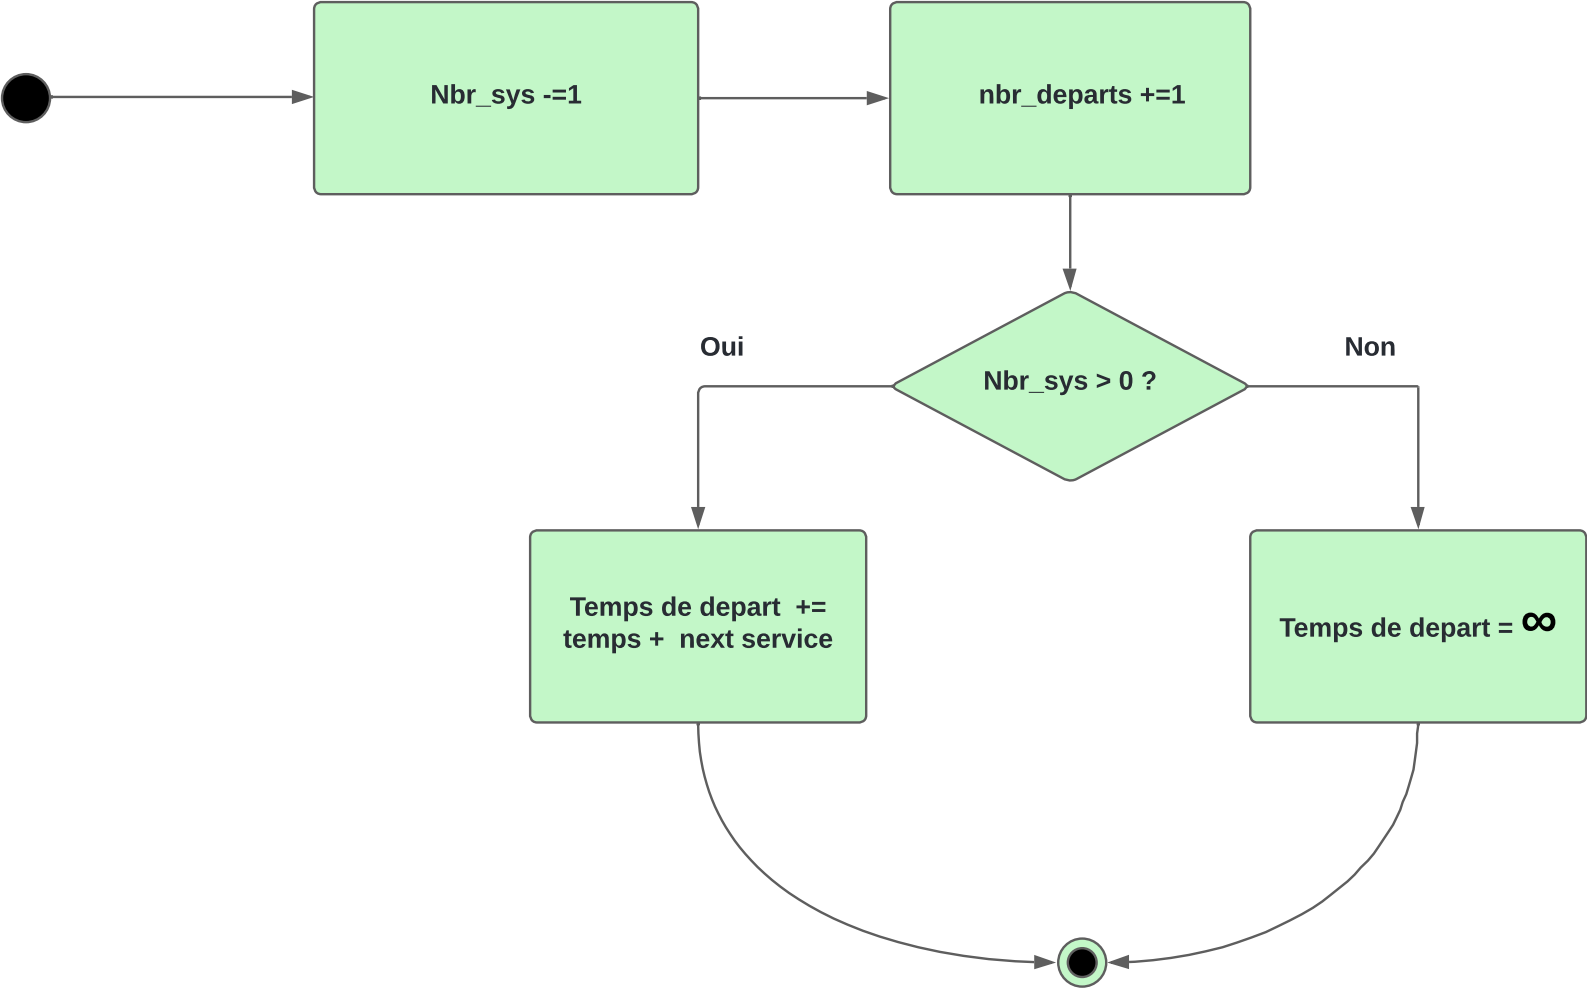 Nbr_sys -=1
nbr_departs +=1
Oui
Nbr_sys > 0 ?
Non
Temps de depart  +=
temps +  next service
Temps de depart = ∞